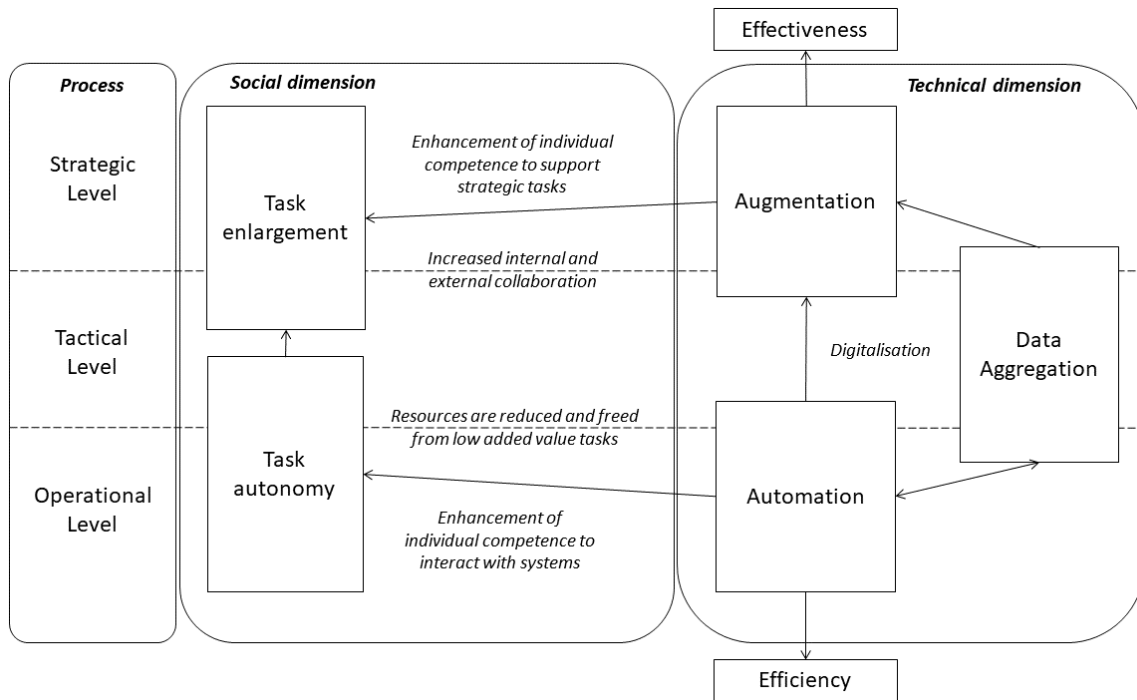 Effectiveness
Process
Social dimension
Technical dimension
Strategic
Level
Enhancement of individual
competence to support
strategic tasks
Task
enlargement
Augmentation
Increased internal and
external collaboration
Tactical
Level
Digitalisation
Data
Aggregation
Resources are reduced and freed
from low added value tasks
Task
autonomy
Operational
Level
Automation
Enhancement of
individual competence to
interact with systems
Efficiency